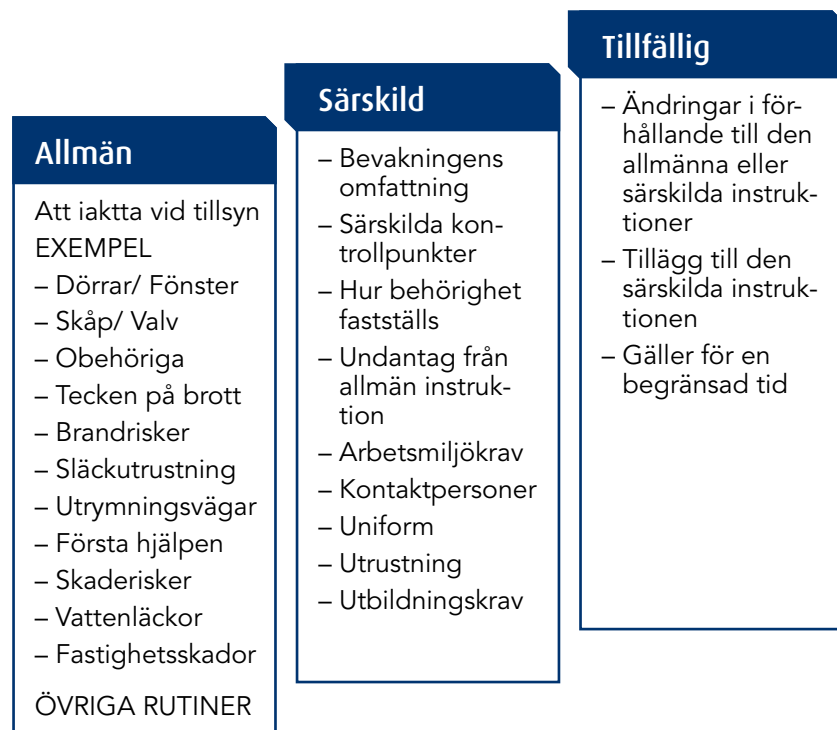 Allmän
Att iaktta vid tillsyn
EXEMPEL
– Dörrar/ Fönster
– Skåp/ Valv
– Obehöriga
– Tecken på brott
– Brandrisker
– Släckutrustning
– Utrymningsvägar
– Första hjälpen
– Skaderisker
– Vattenläckor
– Fastighetsskador
ÖVRIGA RUTINER
Särskild
– Bevakningens
omfattning
– Särskilda kon-
trollpunkter
– Hur behörighet
fastställs
– Undantag från
allmän instruk-
tion
– Arbetsmiljökrav
– Kontaktpersoner
– Uniform
– Utrustning
– Utbildningskrav
Tillfällig
– Ändringar i för-
hållande till den
allmänna eller
särskilda instruk-
tioner
– Tillägg till den
särskilda instruk-
tionen
– Gäller för en
begränsad tid